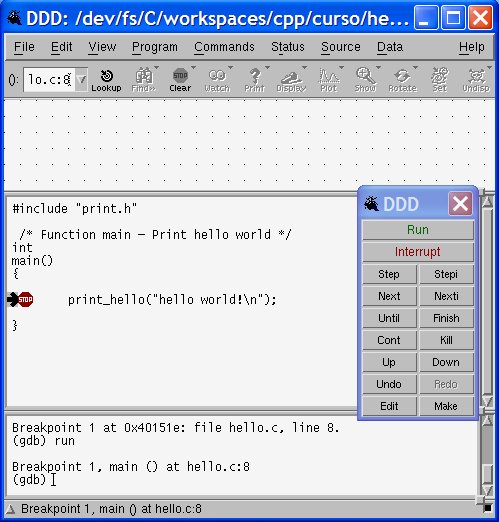 DDD: /dev/fs/C/workspaces/cpp/curso/he...
File Edit View Program Commands Status Source Data Help
(): lo.c:8 Lookup Find» Clear Watch Print Display Plot Show Rotate Set Undisp
#include "print.h"
/* Function main - Print hello world */
int
main()
{
STOP print_hello("hello world!\n");
}
DDD
Run
Interrupt
Step Stepi
Next Nexti
Until Finish
Cont Kill
Up Down
Undo Redo
Edit Make
Breakpoint 1 at 0x40151e: file hello.c, line 8.
(gdb) run
Breakpoint 1, main () at hello.c:8
(gdb)
Breakpoint 1, main () at hello.c:8